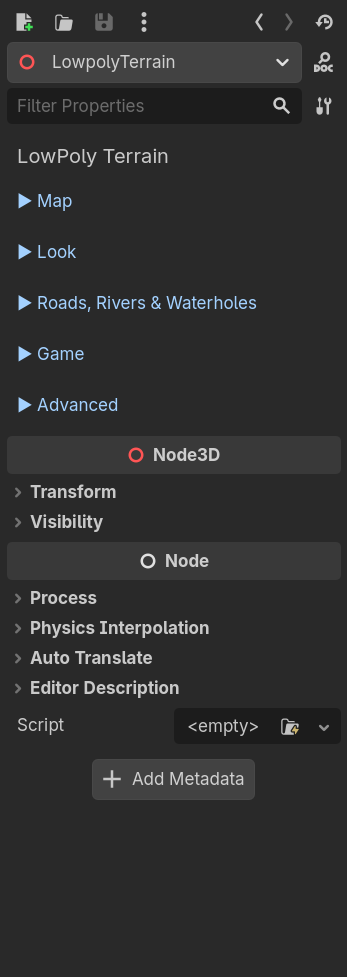 LowpolyTerrain
DOC
Filter Properties
LowPoly Terrain
Map
Look
Roads, Rivers & Waterholes
Game
Advanced
Node3D
Transform
Visibility
Node
Process
Physics Interpolation
Auto Translate
Editor Description
Script <empty>
Add Metadata